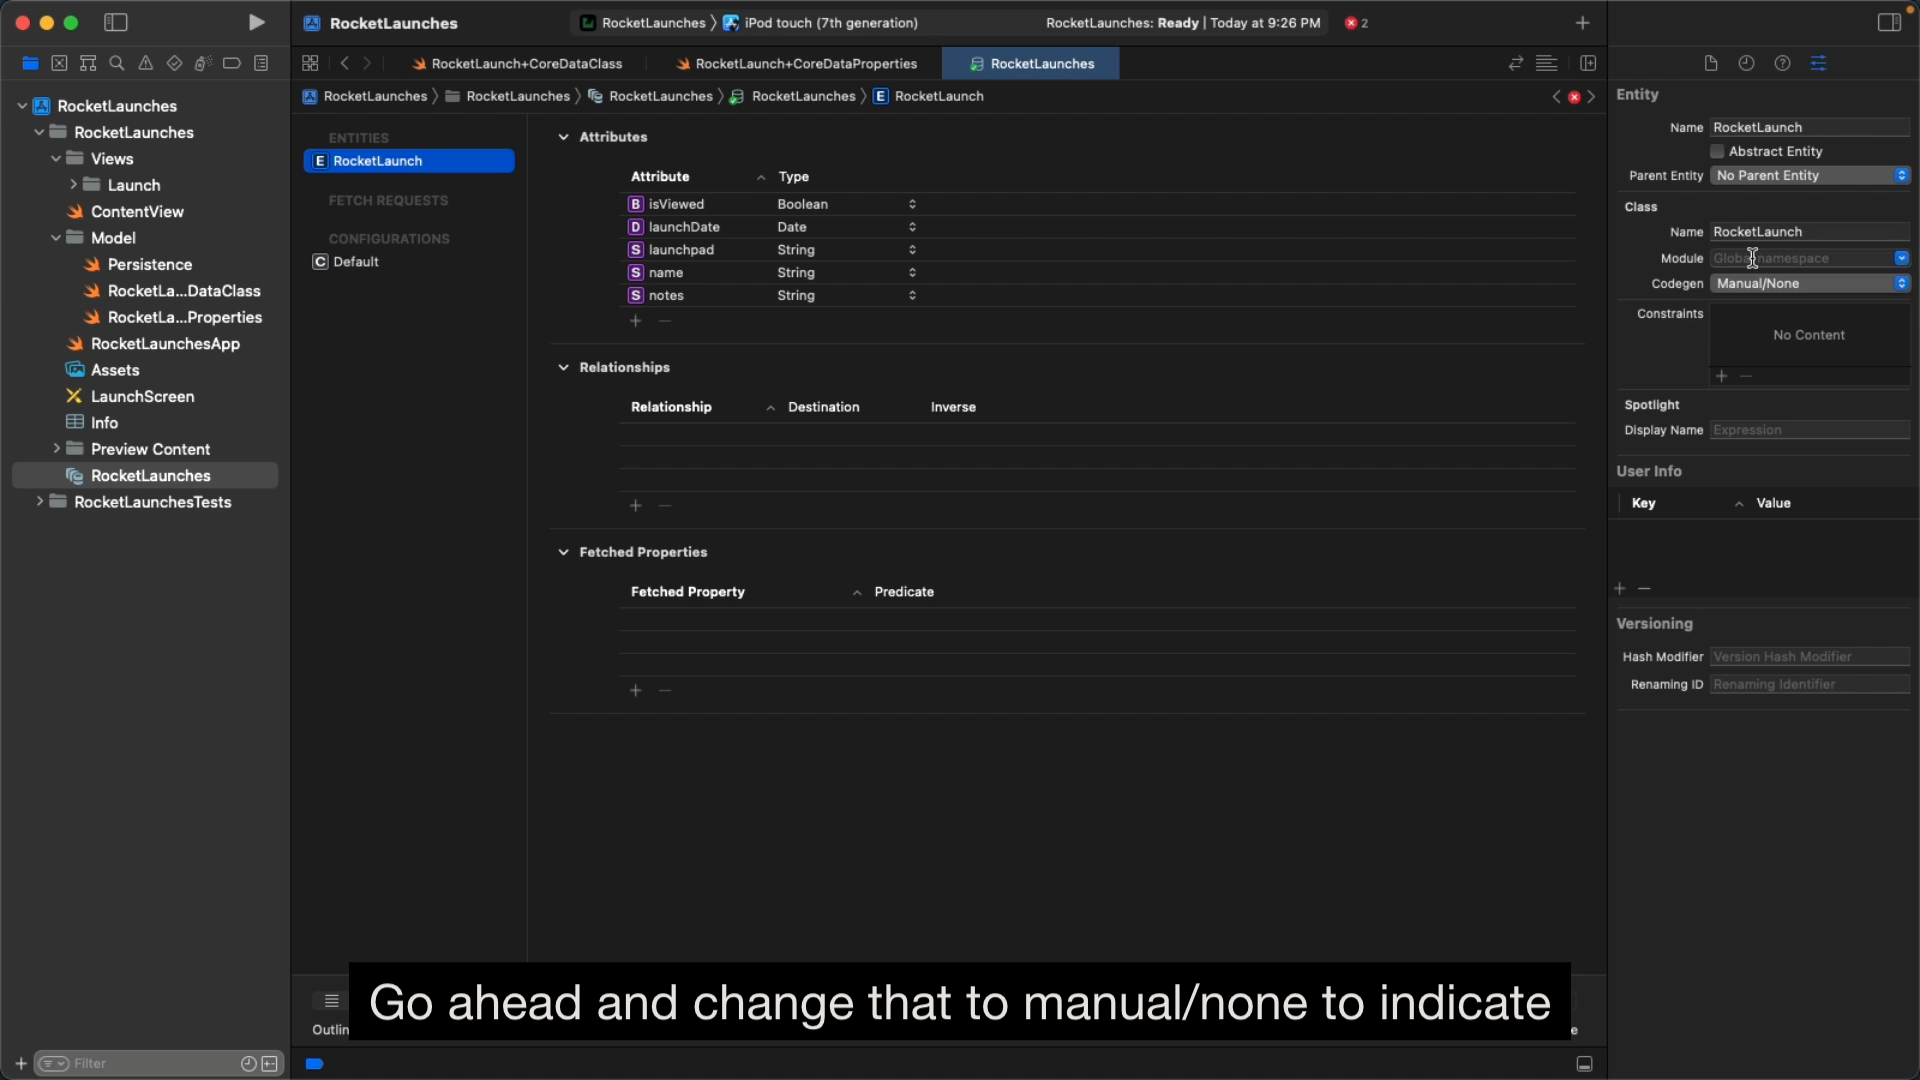 RocketLaunches
RocketLaunches
iPod touch (7th generation)
RocketLaunches: Ready | Today at 9:26 PM
2
RocketLaunch+CoreDataClass
RocketLaunch+CoreDataProperties
RocketLaunches
RocketLaunches
RocketLaunches
RocketLaunches
RocketLaunches
E RocketLaunch
RocketLaunches
RocketLaunches
Views
Launch
ContentView
Model
Persistence
RocketLa...DataClass
RocketLa...Properties
RocketLaunchesApp
Assets
LaunchScreen
Info
Preview Content
RocketLaunches
RocketLaunchesTests
Filter
ENTITIES
E RocketLaunch
FETCH REQUESTS
CONFIGURATIONS
C Default
Attributes
Attribute Type
B isViewed Boolean
D launchDate Date
S launchpad String
S name String
S notes String
Relationships
Relationship Destination Inverse
Fetched Properties
Fetched Property Predicate
Entity
Name RocketLaunch
Abstract Entity
Parent Entity No Parent Entity
Class
Name RocketLaunch
Module Global namespace
Codegen Manual/None
Constraints
No Content
Spotlight
Display Name Expression
User Info
Key Value
Versioning
Hash Modifier Version Hash Modifier
Renaming ID Renaming Identifier
Go ahead and change that to manual/none to indicate